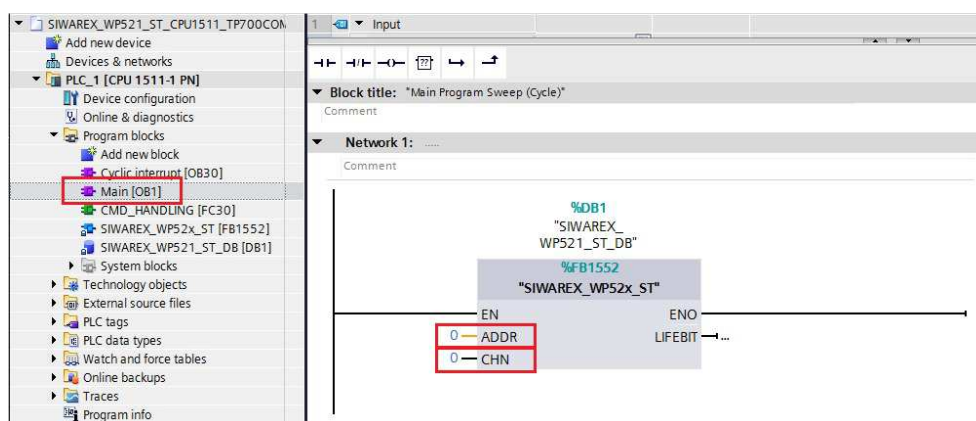 SIWAREX_WP521_ST_CPU1511_TP700COM
Add new device
Devices & networks
PLC_1 [CPU 1511-1 PN]
Device configuration
Online & diagnostics
Program blocks
Add new block
Cyclic interrupt [OB30]
Main [OB1]
CMD_HANDLING [FC30]
SIWAREX_WP52x_ST [FB1552]
SIWAREX_WP521_ST_DB [DB1]
System blocks
Technology objects
External source files
PLC tags
PLC data types
Watch and force tables
Online backups
Traces
Program info
1 Input
??
Block title: "Main Program Sweep (Cycle)"
Comment
Network 1: .....
Comment
%DB1
"SIWAREX_
WP521_ST_DB"
%FB1552
"SIWAREX_WP52x_ST"
EN ENO
0 ADDR LIFEBIT ...
0 CHN